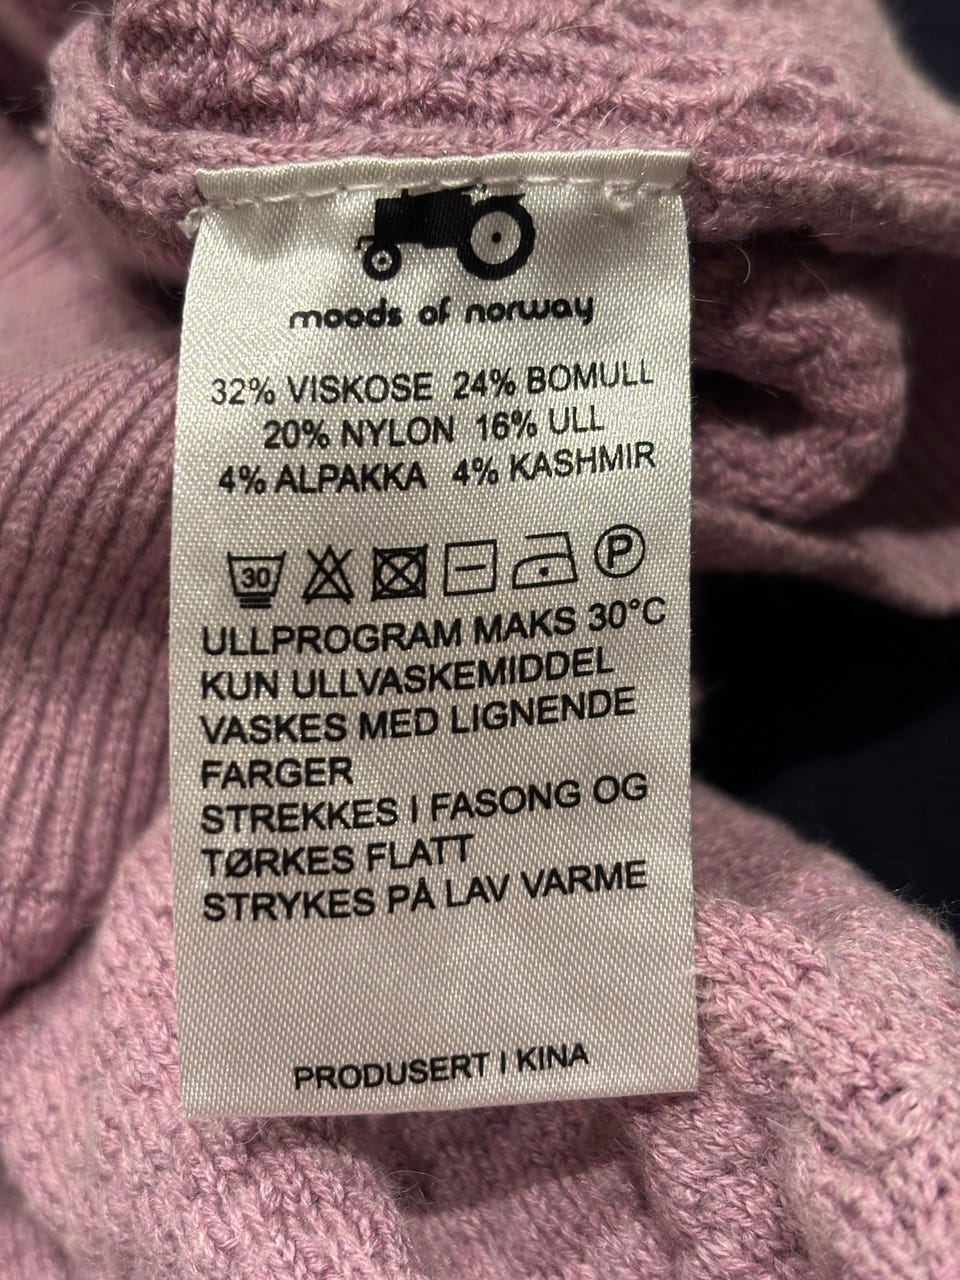 moods of norway
32% VISKOSE 24% BOMULL
20% NYLON 16% ULL
4% ALPAKKA 4% KASHMIR
30 P
ULLPROGRAM MAKS 30°C
KUN ULLVASKEMIDDEL
VASKES MED LIGNENDE
FARGER
STREKKES I FASONG OG
TØRKES FLATT
STRYKES PÅ LAV VARME
PRODUSERT I KINA